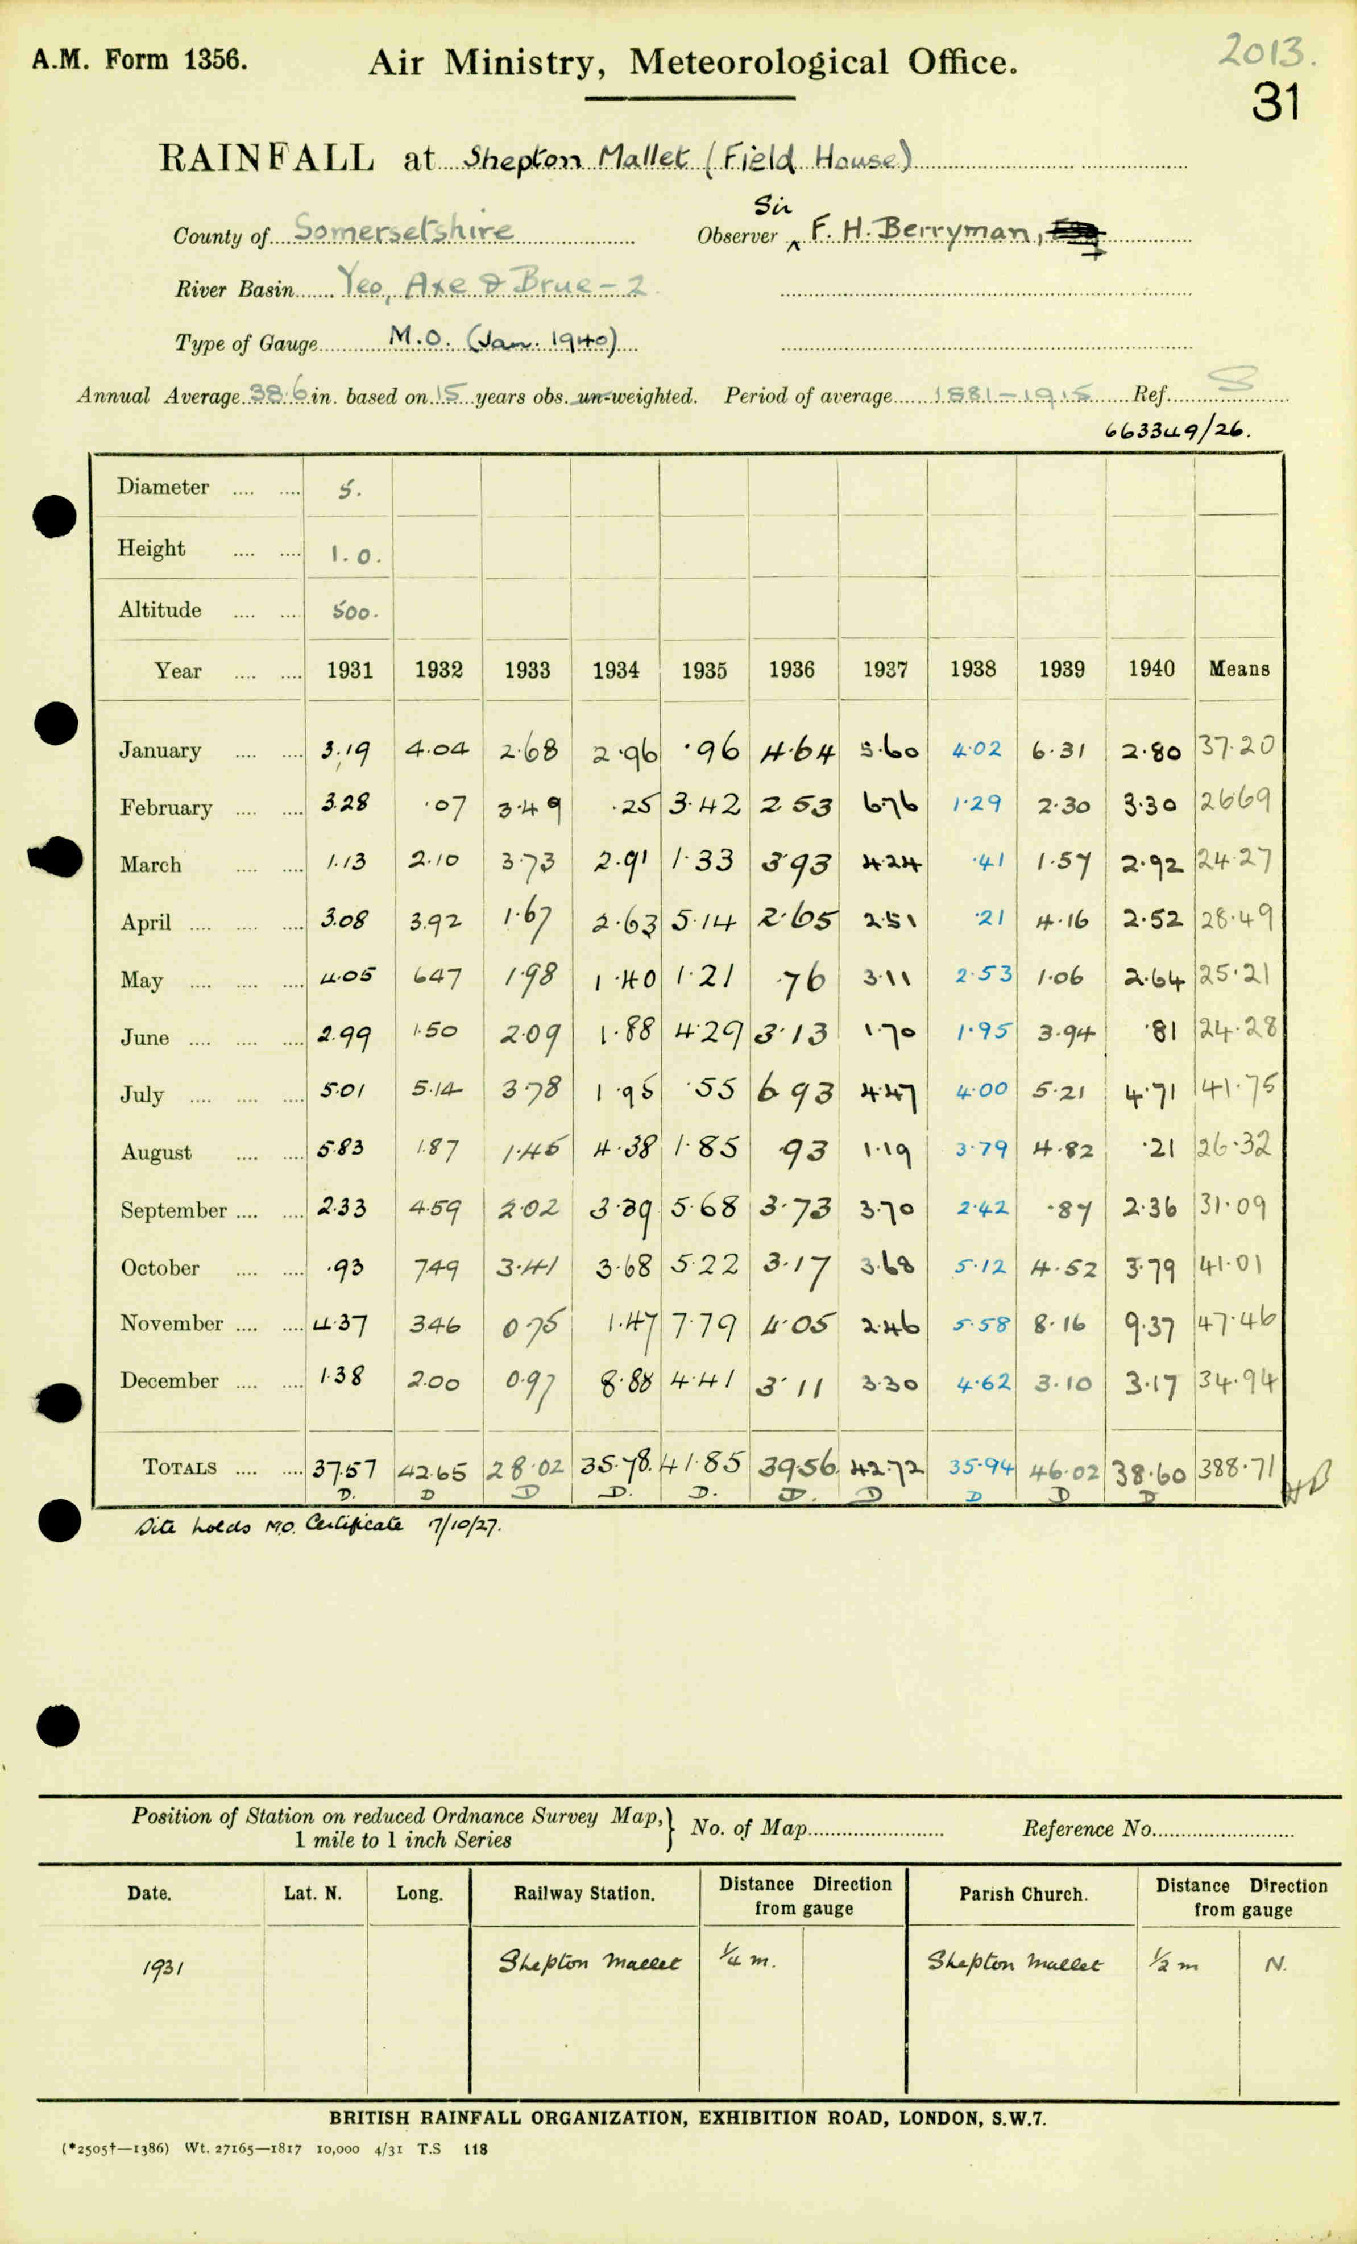 A.M. Form 1356.
Air Ministry, Meteorological Office.
2013.
31
RAINFALL at Shepton Mallet (Field House)
County of Somersetshire Observer Sir F. H. Berryman,
River Basin Yeo, Axe & Brue - 2
Type of Gauge M.O. (Jan. 1940)
Annual Average 38.6 in. based on 15 years obs. un-weighted. Period of average 1881-1915 Ref. S
663349/26.
Diameter .... .... 5.
Height .... .... 1.0.
Altitude .... .... 500.
Year .... .... 1931 1932 1933 1934 1935 1936 1937 1938 1939 1940 Means
January .... .... 3.19 4.04 2.68 2.96 .96 4.64 5.60 4.02 6.31 2.80 37.20
February .... .... 3.28 .07 3.49 .25 3.42 2 53 6.76 1.29 2.30 3.30 26 69
March .... .... 1.13 2.10 3.73 2.91 1.33 3.93 4.24 .41 1.57 2.92 24.27
April .... .... .... 3.08 3.92 1.67 2.63 5.14 2.65 2.51 .21 4.16 2.52 28.49
May .... .... .... 4.05 6 47 1.98 1.40 1.21 .76 3.11 2.53 1.06 2.64 25.21
June .... .... .... 2.99 1.50 2.09 1.88 4.29 3.13 1.70 1.95 3.94 .81 24.28
July .... .... .... 5.01 5.14 3.78 1.95 .55 6 93 4.47 4.00 5.21 4.71 41.75
August .... .... 5.83 1.87 1.45 4.38 1.85 .93 1.19 3.79 4.82 .21 26.32
September .... .... 2.33 4.59 2.02 3.39 5.68 3.73 3.70 2.42 .87 2.36 31.09
October .... .... .93 7.49 3.41 3.68 5.22 3.17 3.68 5.12 4.52 3.79 41.01
November .... .... 4.37 3.46 0.75 1.47 7.79 4.05 2.46 5.58 8.16 9.37 47.46
December .... .... 1.38 2.00 0.97 8.88 4.41 3.11 3.30 4.62 3.10 3.17 34.94
TOTALS .... .... 37.57 42.65 28.02 35.78. 41.85 39.56 42.72 35.94 46.02 38.60 388.71
D. D D D. D. D. D D D D
Site holds M.O. Certificate 7/10/27.
Position of Station on reduced Ordnance Survey Map, 1 mile to 1 inch Series } No. of Map Reference No.
Date. Lat. N. Long. Railway Station. Distance Direction from gauge Parish Church. Distance Direction from gauge
1931 Shepton Mallet 1/4 m. Shepton Mallet 1/2 m N.
BRITISH RAINFALL ORGANIZATION, EXHIBITION ROAD, LONDON, S.W.7.
(*2505†—1386) Wt. 27165—1817 10,000 4/31 T.S 118